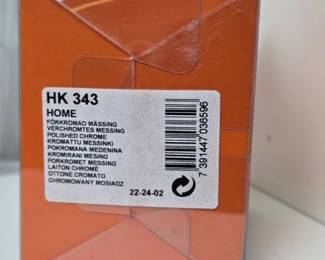 HK 343
HOME
FÖRKROMAD MÄSSING
VERCHROMTES MESSING
POLISHED CHROME
KROMATTU MESSINKI
POKROMANA MEDENINA
KROMIRANI MESING
FORKROMET MESSING
LAITON CHROMÉ
OTTONE CROMATO
CHROMOWANY MOSIADZ
22-24-02
7 391447 036596